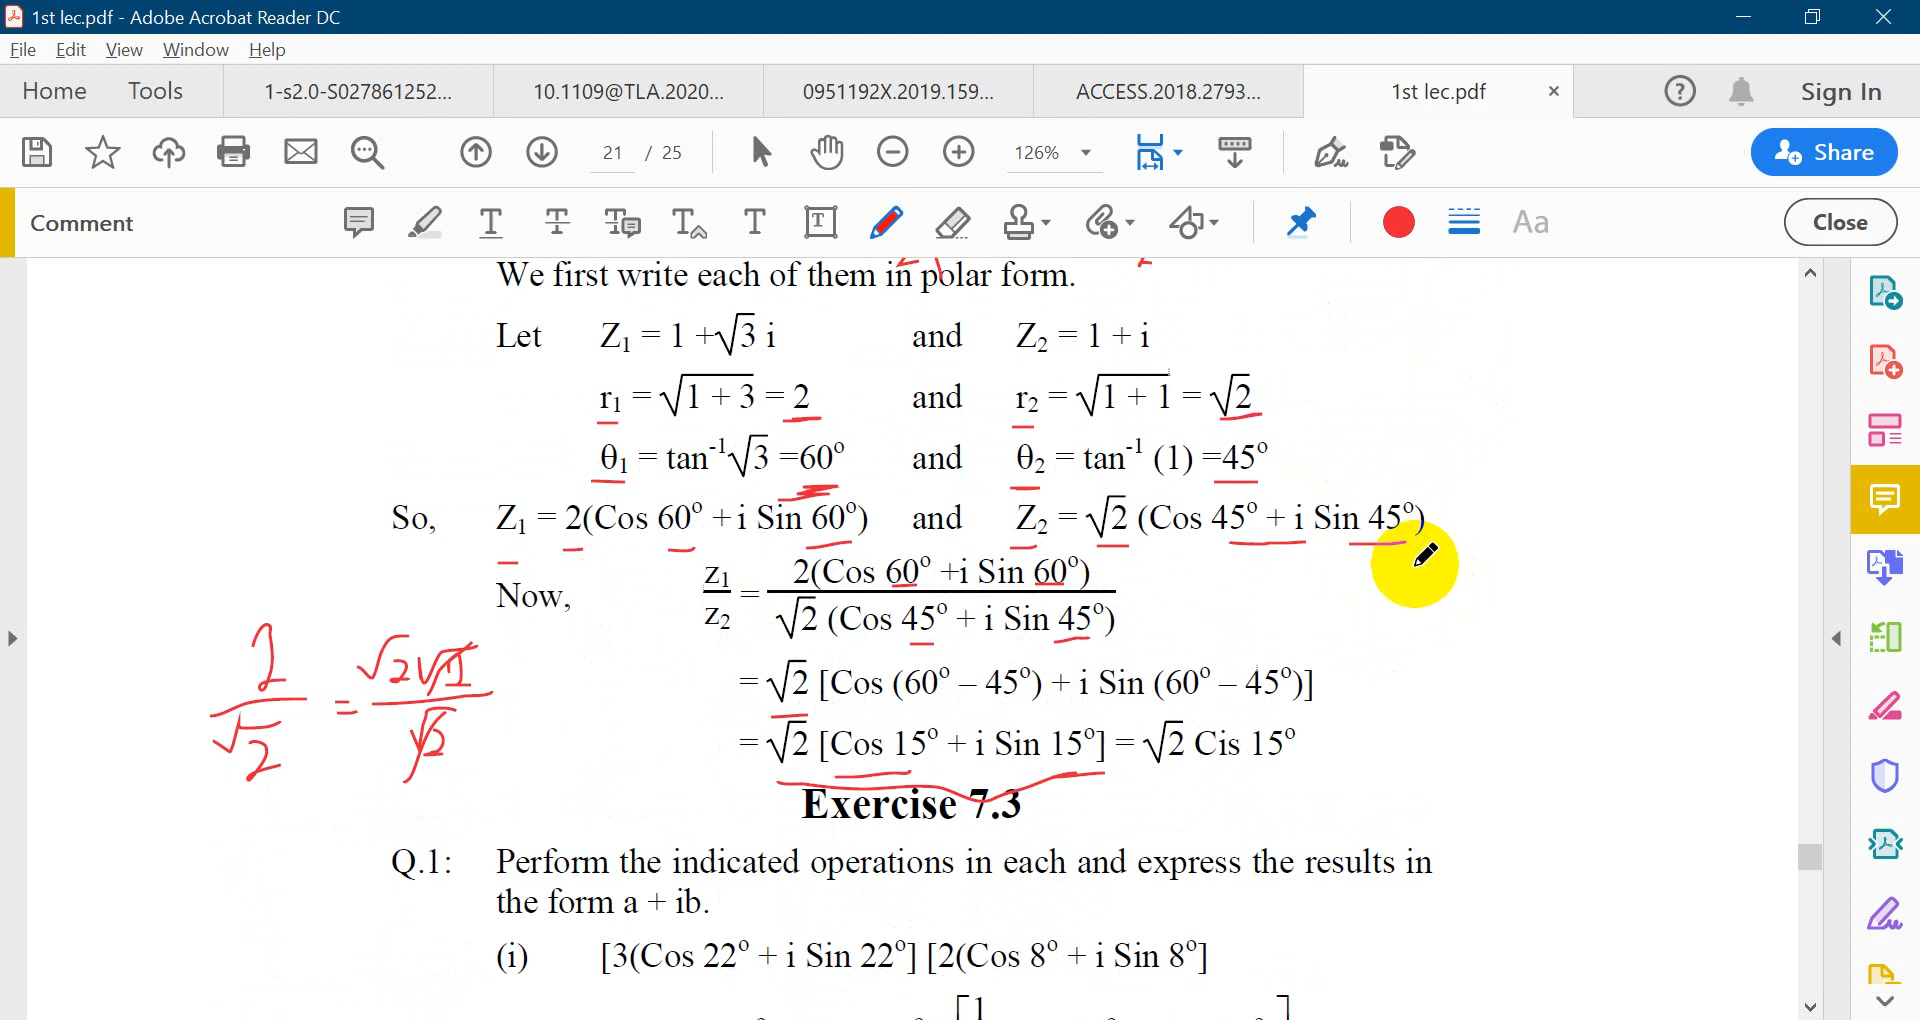 1st lec.pdf - Adobe Acrobat Reader DC
File Edit View Window Help
Home Tools 1-s2.0-S027861252... 10.1109@TLA.2020... 0951192X.2019.159... ACCESS.2018.2793... 1st lec.pdf × Sign In
21 / 25 126% Share
Comment Aa Close
We first write each of them in polar form.
Let Z₁ = 1 +√3 i and Z₂ = 1 + i
r₁ = √1 + 3 = 2 and r₂ = √1 + 1 = √2
θ₁ = tan⁻¹√3 =60° and θ₂ = tan⁻¹ (1) =45°
So, Z₁ = 2(Cos 60° +i Sin 60°) and Z₂ = √2 (Cos 45° + i Sin 45°)
Now, z₁/z₂ = 2(Cos 60° +i Sin 60°) / √2 (Cos 45° + i Sin 45°)
2/√2 = √2√2/√2
= √2 [Cos (60° – 45°) + i Sin (60° – 45°)]
= √2 [Cos 15° + i Sin 15°] = √2 Cis 15°
Exercise 7.3
Q.1: Perform the indicated operations in each and express the results in
the form a + ib.
(i) [3(Cos 22° + i Sin 22°] [2(Cos 8° + i Sin 8°]